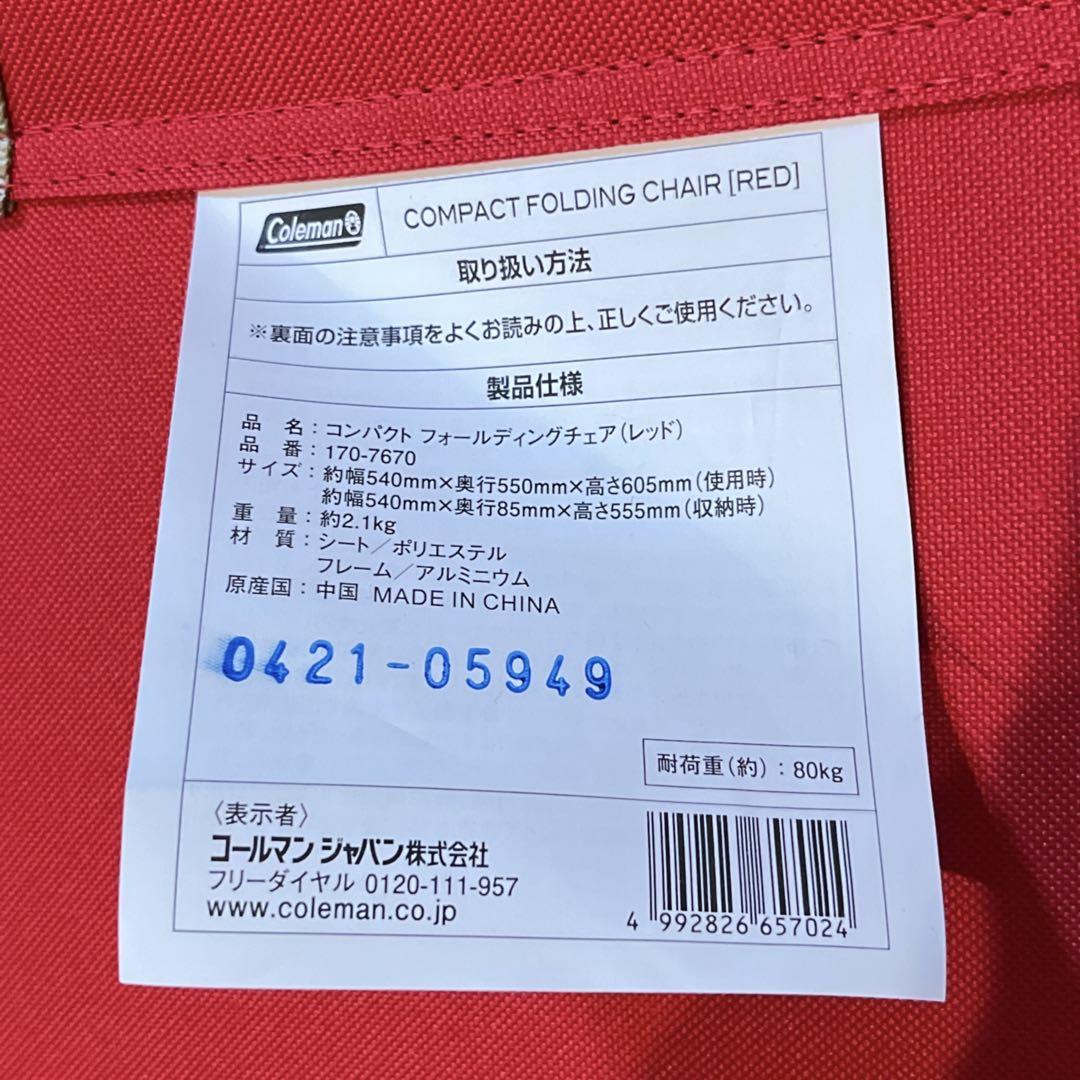 Coleman
COMPACT FOLDING CHAIR [RED]
取り扱い方法
※裏面の注意事項をよくお読みの上、正しくご使用ください。
製品仕様
品 名：コンパクト フォールディングチェア(レッド)
品 番：170-7670
サイズ：約幅540mm×奥行550mm×高さ605mm(使用時)
約幅540mm×奥行85mm×高さ555mm(収納時)
重 量：約2.1kg
材 質：シート／ポリエステル
フレーム／アルミニウム
原産国：中国 MADE IN CHINA
0421-05949
耐荷重(約)：80kg
〈表示者〉
コールマン ジャパン株式会社
フリーダイヤル 0120-111-957
www.coleman.co.jp
4 992826 657024